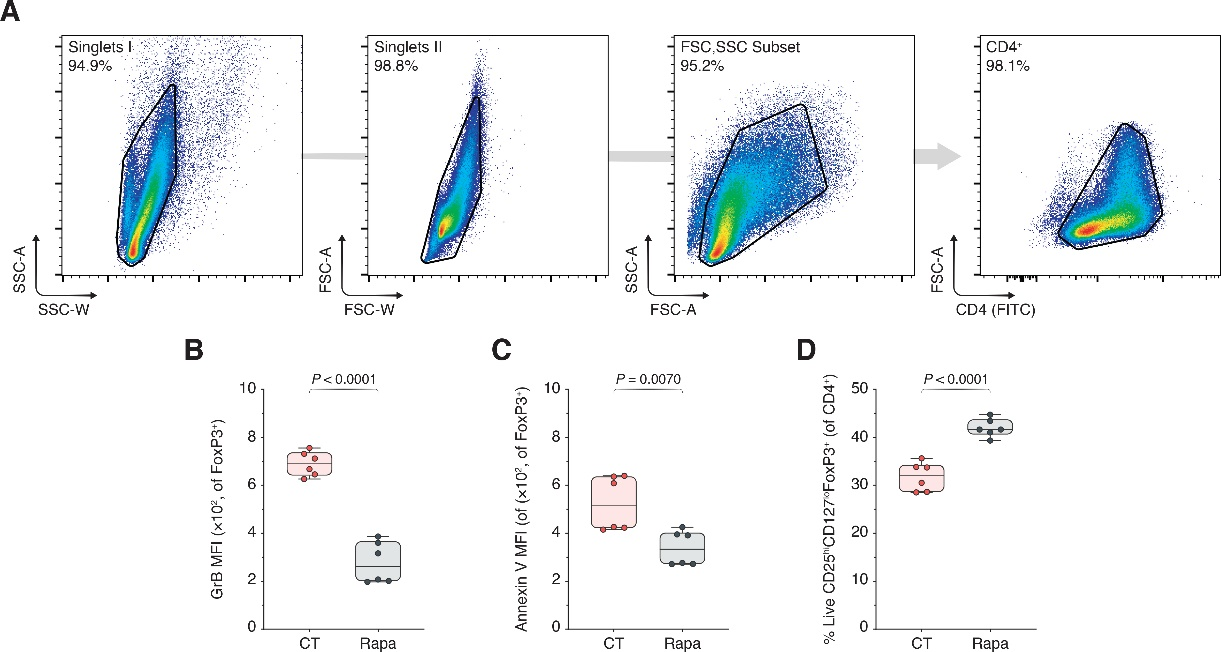 A
Singlets I
94.9%
SSC-A
SSC-W
Singlets II
98.8%
FSC-A
FSC-W
FSC,SSC Subset
95.2%
SSC-A
FSC-A
CD4⁺
98.1%
FSC-A
CD4 (FITC)
B
P < 0.0001
GrB MFI (×10², of FoxP3⁺)
10
8
6
4
2
0
CT
Rapa
C
P = 0.0070
Annexin V MFI (of (×10², of FoxP3⁺)
10
8
6
4
2
0
CT
Rapa
D
P < 0.0001
% Live CD25ʰⁱCD127ˡᵒFoxP3⁺ (of CD4⁺)
50
40
30
20
10
0
CT
Rapa